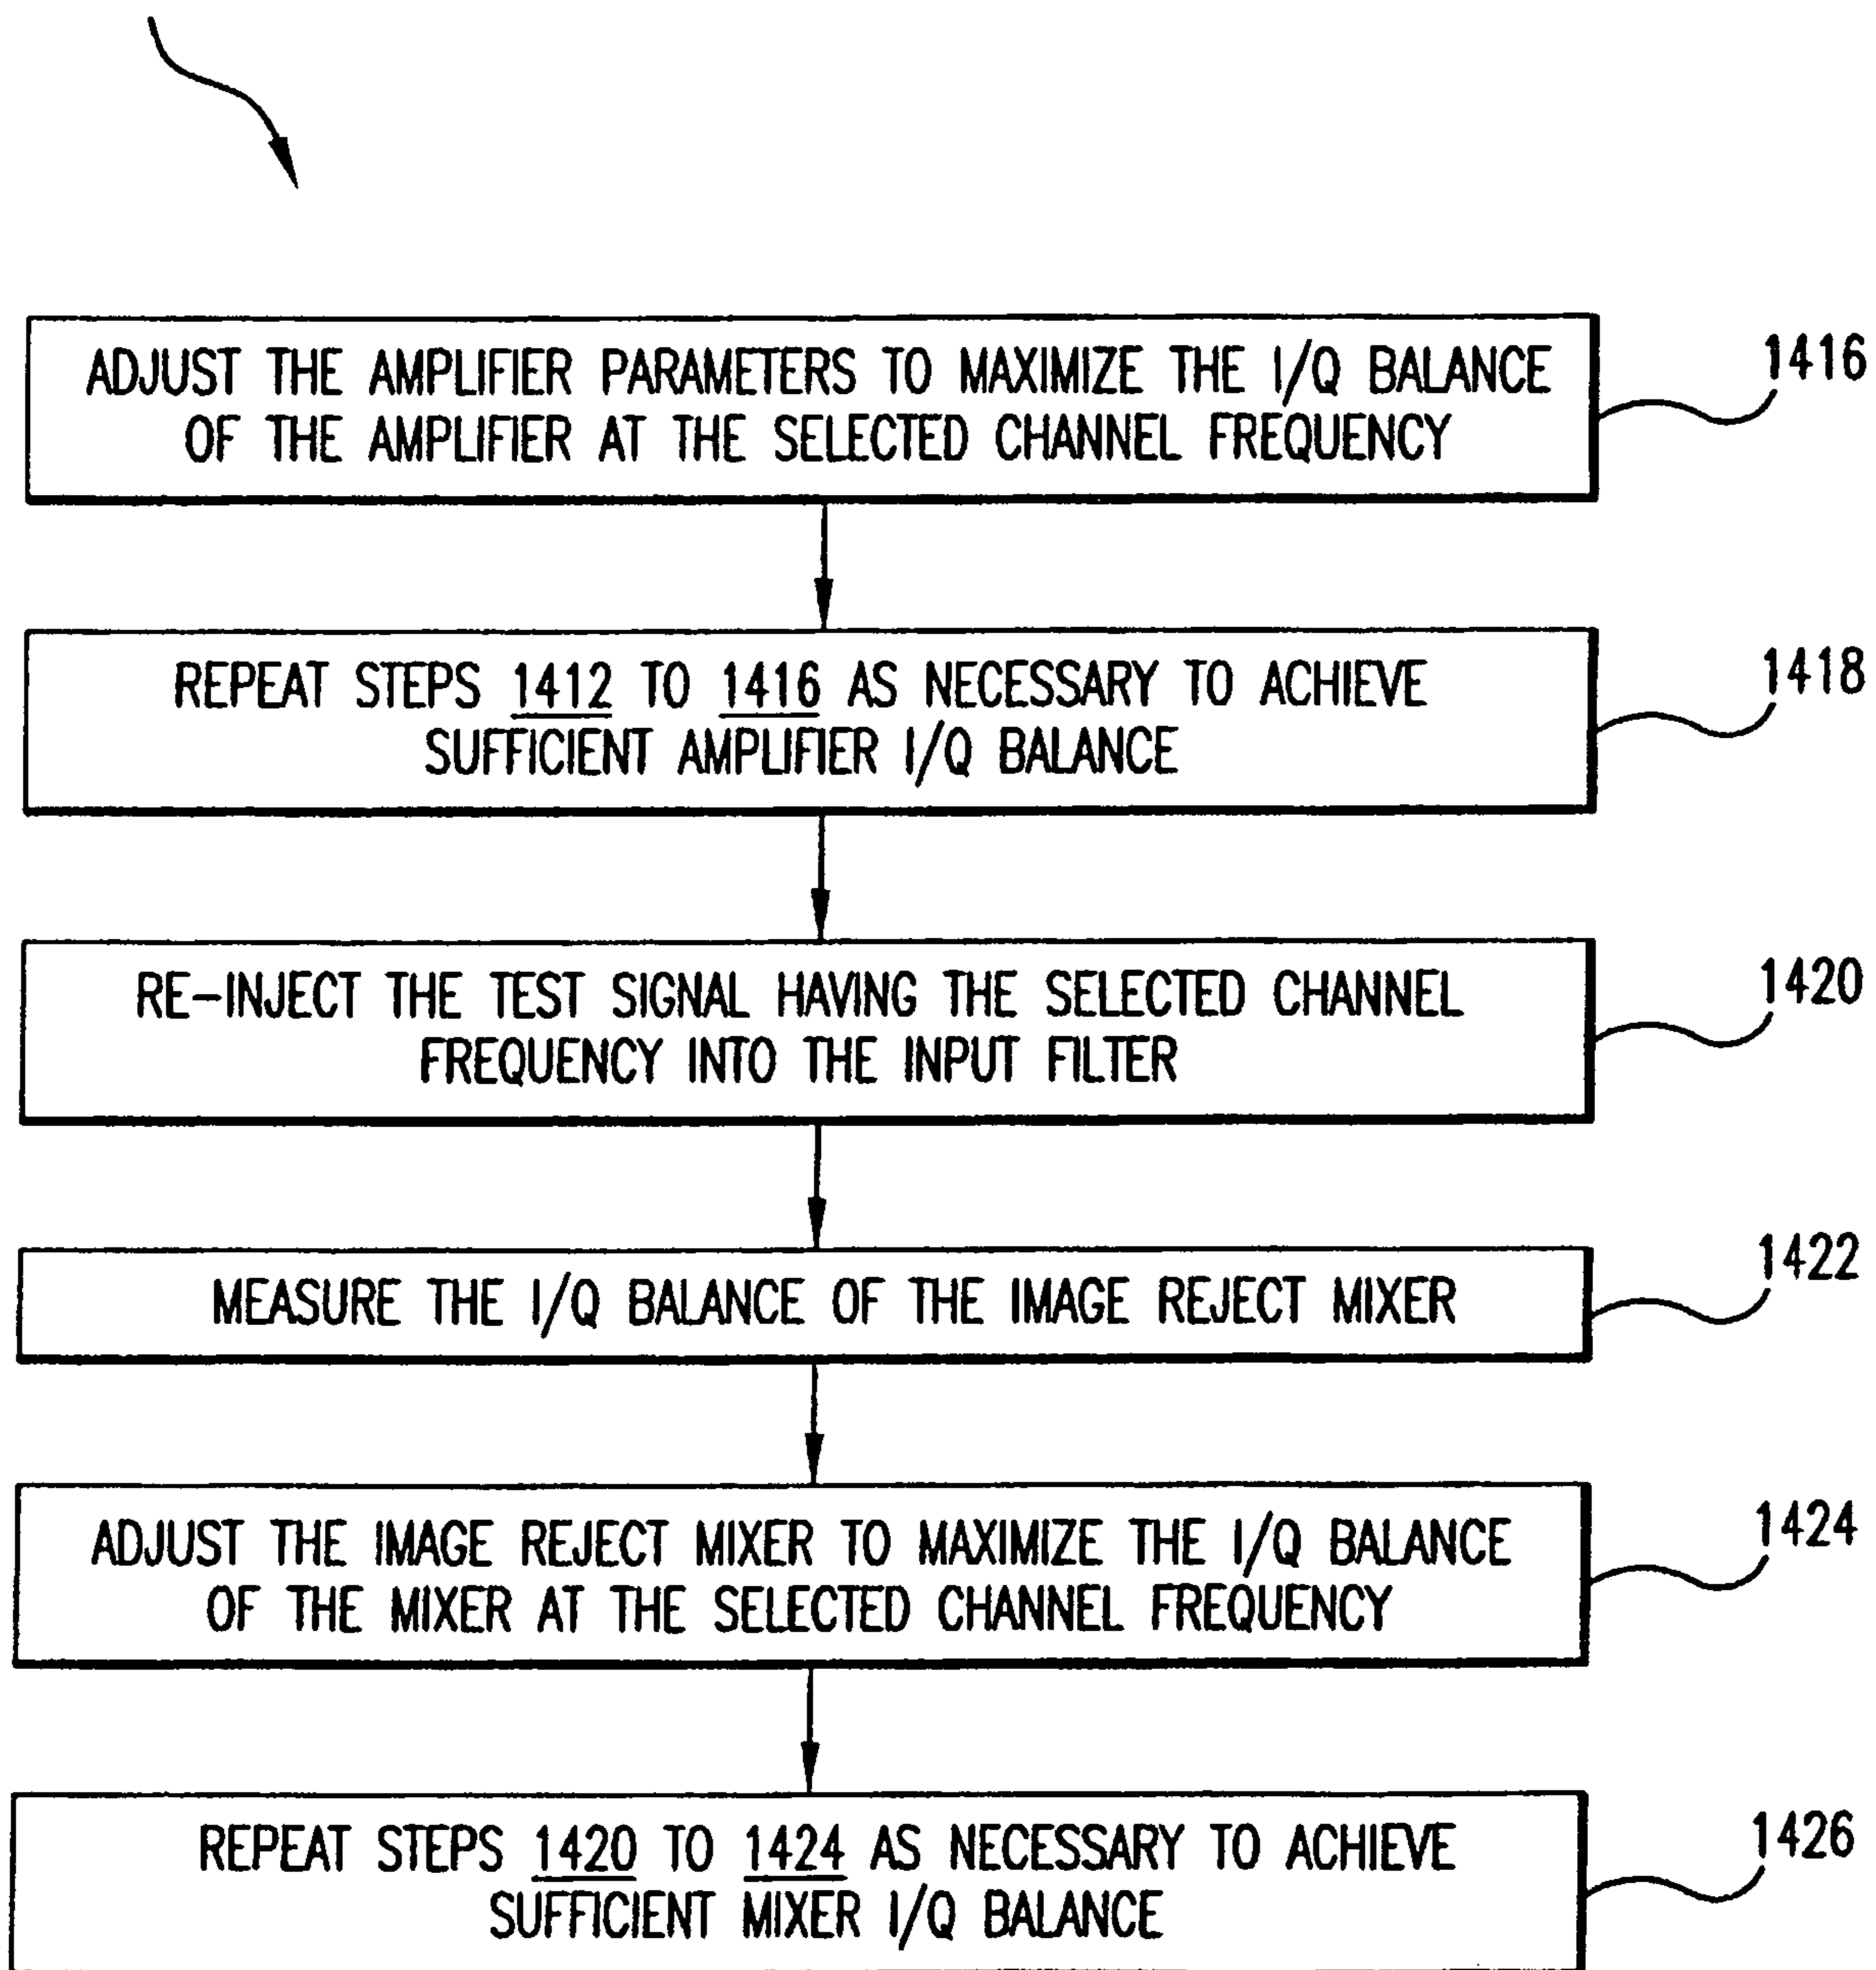 ADJUST THE AMPLIFIER PARAMETERS TO MAXIMIZE THE I/Q BALANCE
OF THE AMPLIFIER AT THE SELECTED CHANNEL FREQUENCY
1416
REPEAT STEPS 1412 TO 1416 AS NECESSARY TO ACHIEVE
SUFFICIENT AMPLIFIER I/Q BALANCE
1418
RE-INJECT THE TEST SIGNAL HAVING THE SELECTED CHANNEL
FREQUENCY INTO THE INPUT FILTER
1420
MEASURE THE I/Q BALANCE OF THE IMAGE REJECT MIXER
1422
ADJUST THE IMAGE REJECT MIXER TO MAXIMIZE THE I/Q BALANCE
OF THE MIXER AT THE SELECTED CHANNEL FREQUENCY
1424
REPEAT STEPS 1420 TO 1424 AS NECESSARY TO ACHIEVE
SUFFICIENT MIXER I/Q BALANCE
1426